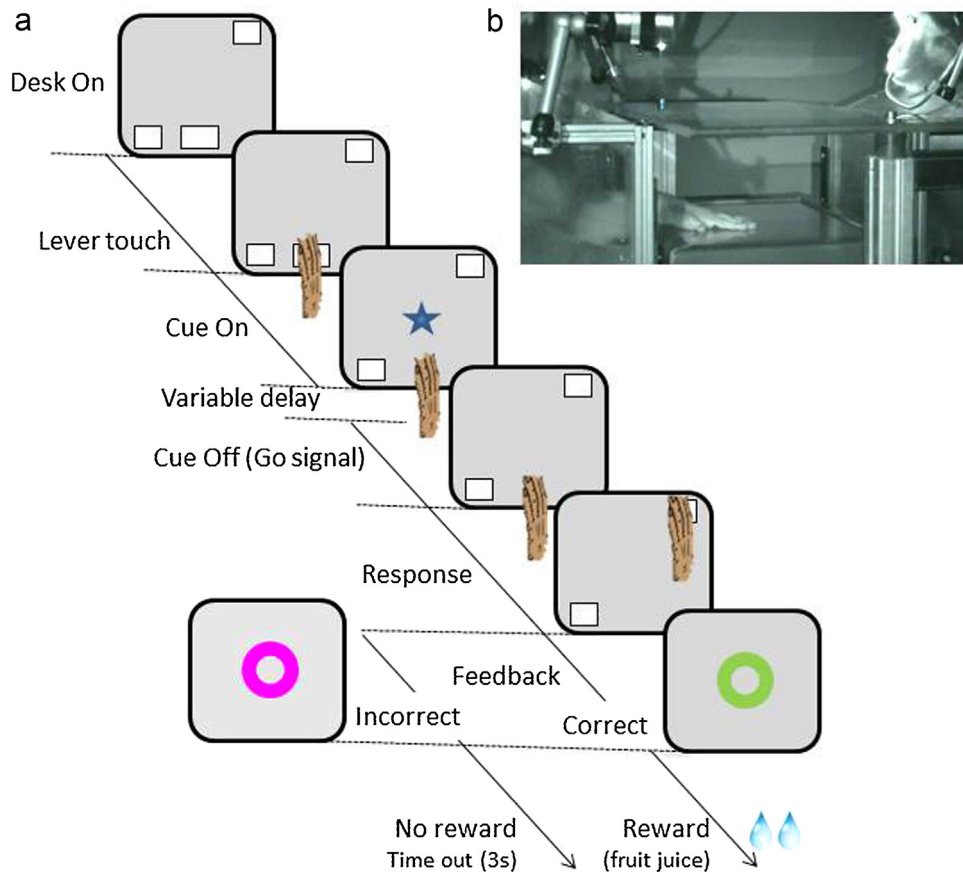 a
b
Desk On
Lever touch
Cue On
Variable delay
Cue Off (Go signal)
Response
Feedback
Incorrect
Correct
No reward
Time out (3s)
Reward
(fruit juice)